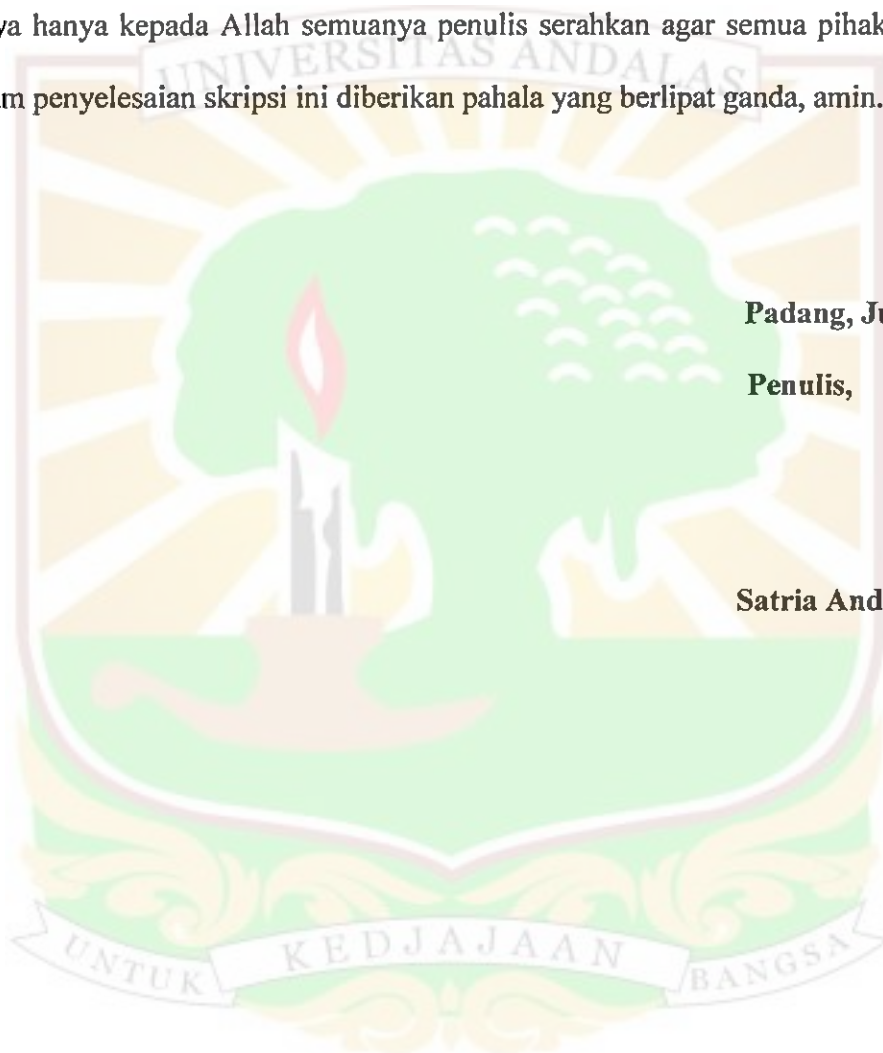 ya hanya kepada Allah semuanya penulis serahkan agar semua pihak
UNIVERSITAS ANDALAS
am penyelesaian skripsi ini diberikan pahala yang berlipat ganda, amin.
Padang, Ju
Penulis,
Satria And
UNTUK KEDJAJAAN BANGSA